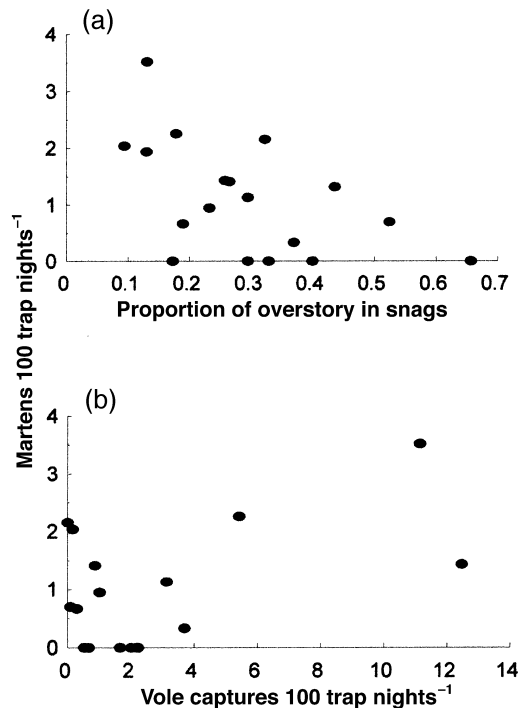 (a)
4
3
2
1
0
0 0.1 0.2 0.3 0.4 0.5 0.6 0.7
Proportion of overstory in snags
Martens 100 trap nights⁻¹
(b)
4
3
2
1
0
0 2 4 6 8 10 12 14
Vole captures 100 trap nights⁻¹